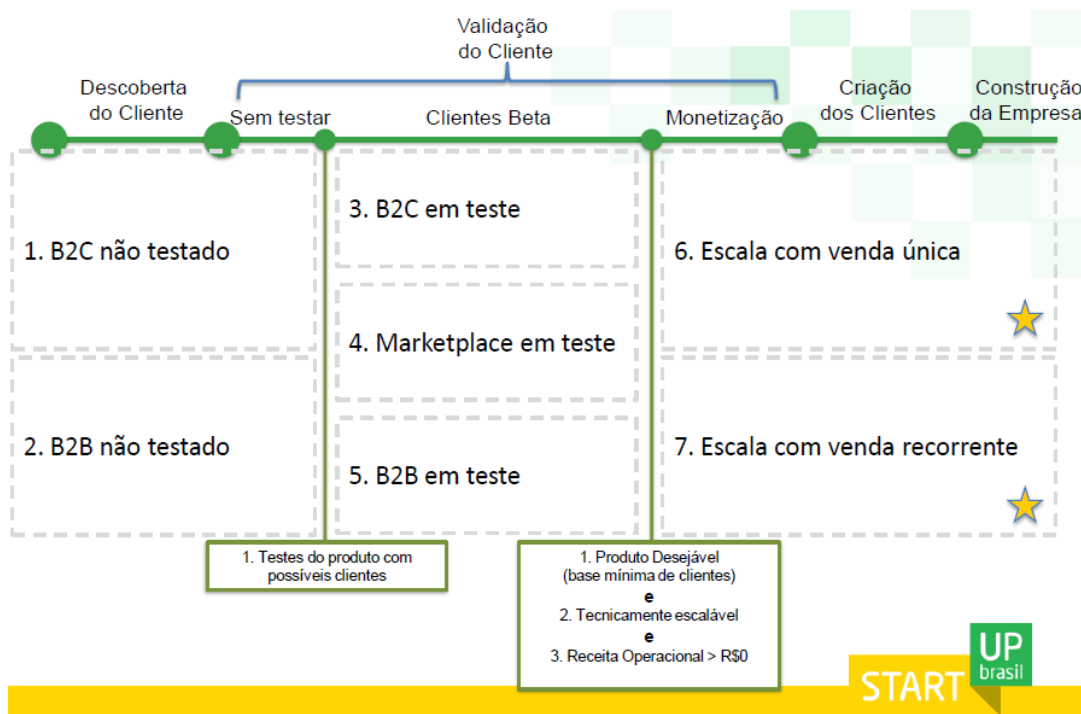 Validação
do Cliente
Descoberta
do Cliente
Sem testar
Clientes Beta
Monetização
Criação
dos Clientes
Construção
da Empresa
1. B2C não testado
2. B2B não testado
3. B2C em teste
4. Marketplace em teste
5. B2B em teste
6. Escala com venda única
7. Escala com venda recorrente
1. Testes do produto com
possíveis clientes
1. Produto Desejável
(base mínima de clientes)
e
2. Tecnicamente escalável
e
3. Receita Operacional > R$0
START
UP
brasil